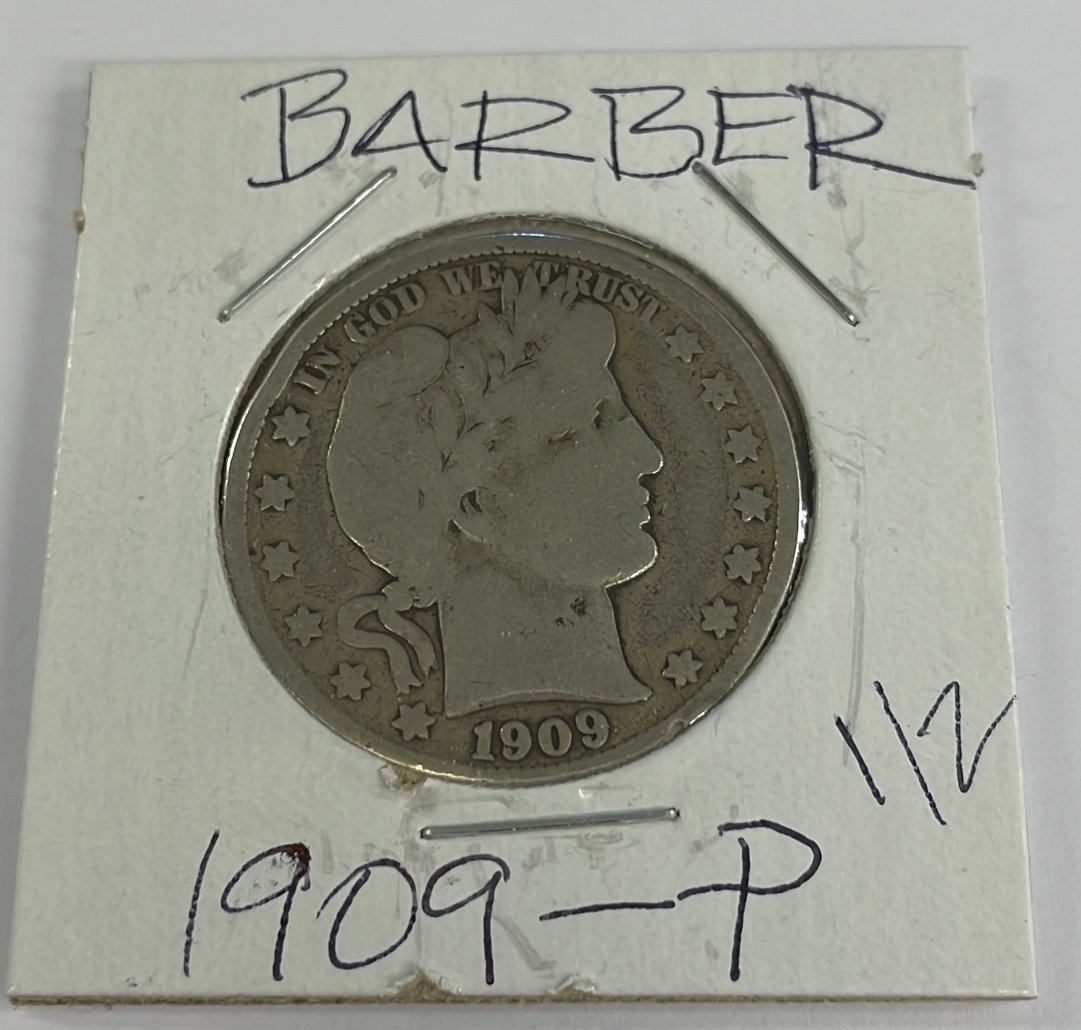 BARBER
IN GOD WE TRUST
1909
1/2
1909-P